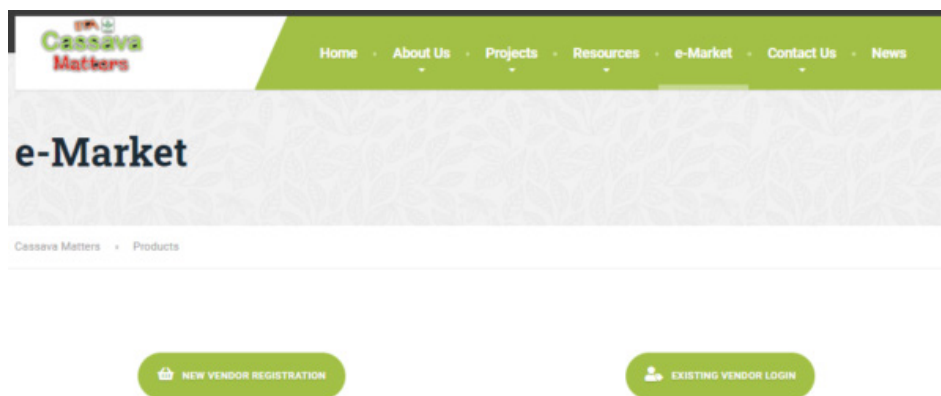 Cassava
Matters
Home
About Us
Projects
Resources
e-Market
Contact Us
News
e-Market
Cassava Matters
Products
NEW VENDOR REGISTRATION
EXISTING VENDOR LOGIN